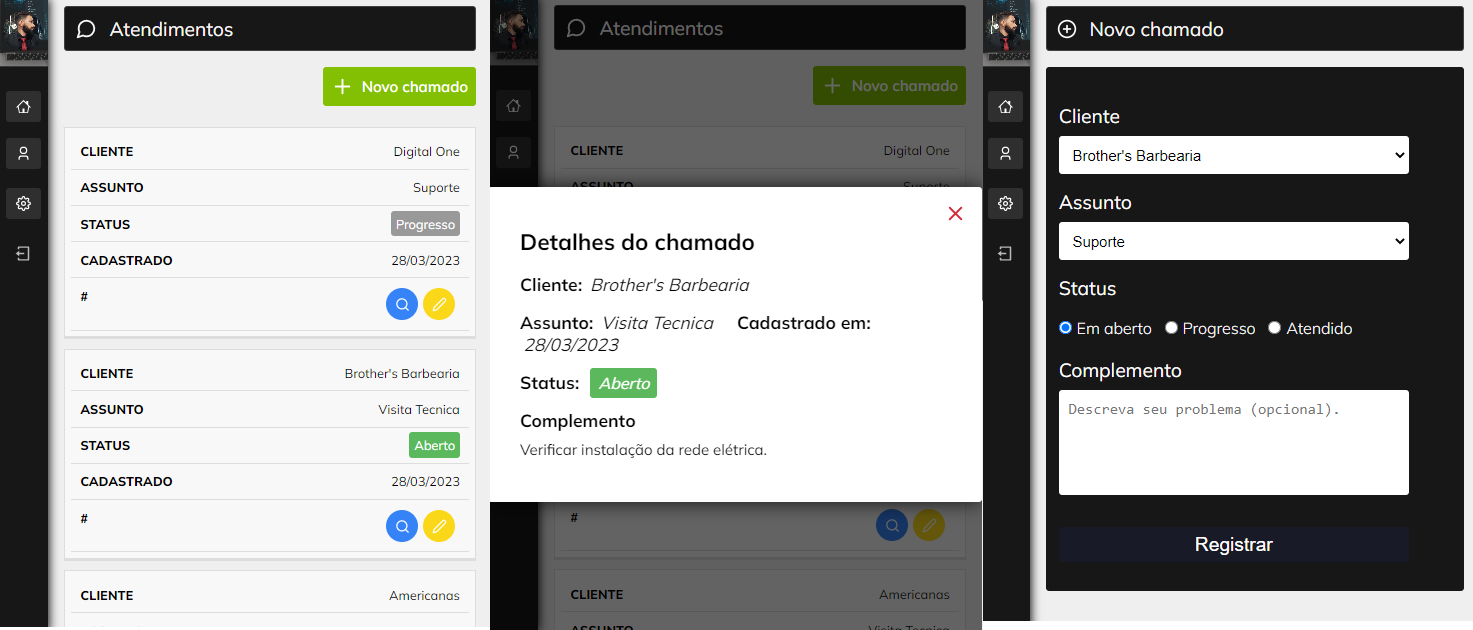 Atendimentos
Novo chamado
CLIENTE Digital One
ASSUNTO Suporte
STATUS Progresso
CADASTRADO 28/03/2023
#
CLIENTE Brother's Barbearia
ASSUNTO Visita Tecnica
STATUS Aberto
CADASTRADO 28/03/2023
#
CLIENTE Americanas
Atendimentos
Novo chamado
CLIENTE Digital One
ASSUNTO Suporte
Detalhes do chamado
Cliente: Brother's Barbearia
Assunto: Visita Tecnica Cadastrado em:
28/03/2023
Status: Aberto
Complemento
Verificar instalação da rede elétrica.
#
CLIENTE Americanas
ASSUNTO Visita Tecnica
Novo chamado
Cliente
Brother's Barbearia
Assunto
Suporte
Status
Em aberto Progresso Atendido
Complemento
Descreva seu problema (opcional).
Registrar